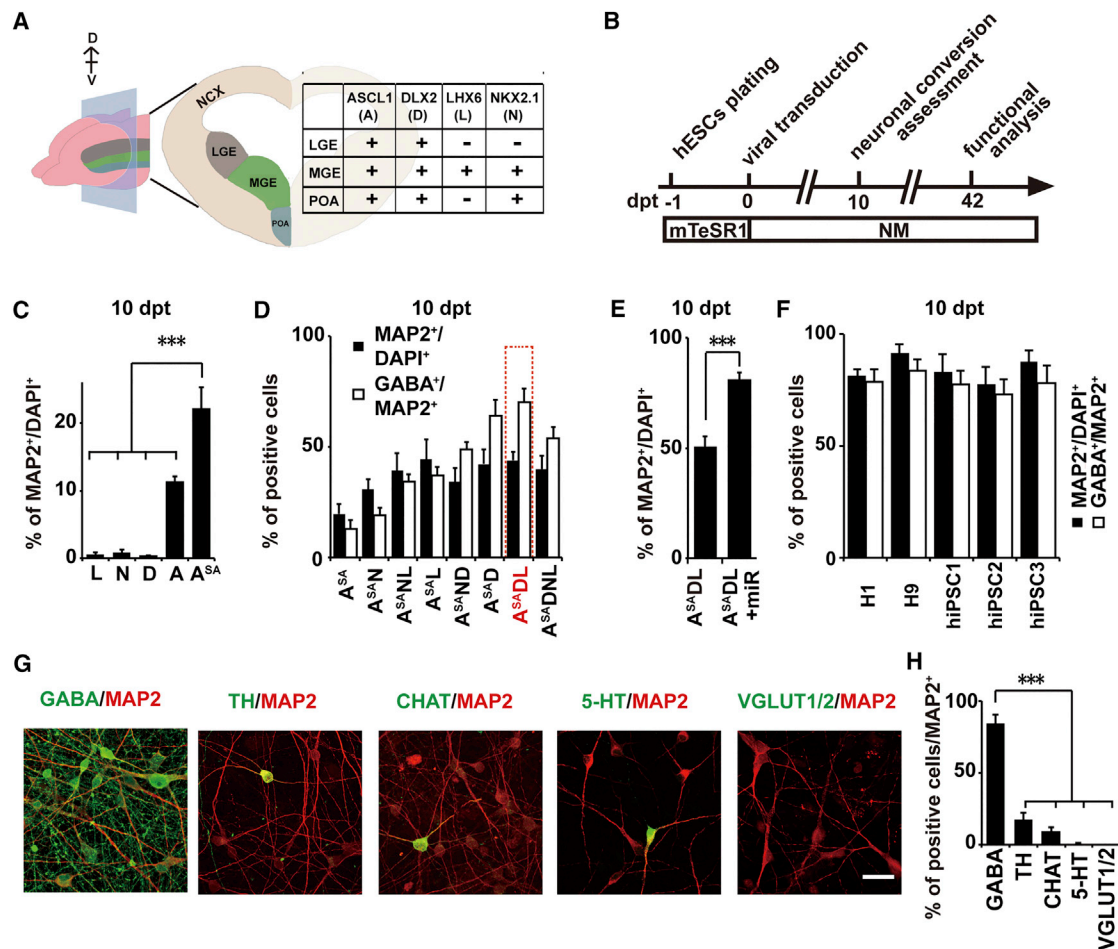 A
D
V
NCX
LGE
MGE
POA
ASCL1 DLX2 LHX6 NKX2.1
(A) (D) (L) (N)
LGE + + - -
MGE + + + +
POA + + - +
B
hESCs plating
viral transduction
neuronal conversion
assessment
functional
analysis
dpt -1 0 10 42
mTeSR1 NM
C
10 dpt
***
% of MAP2⁺/DAPI⁺
20
10
0
L N D A Aˢᴬ
D
10 dpt
% of positive cells
100
50
0
MAP2⁺/
DAPI⁺
GABA⁺/
MAP2⁺
Aˢᴬ
AˢᴬN
AˢᴬNL
AˢᴬL
AˢᴬND
AˢᴬD
AˢᴬDL
AˢᴬDNL
E
10 dpt
***
% of MAP2⁺/DAPI⁺
100
50
0
AˢᴬDL
AˢᴬDL
+miR
F
10 dpt
% of positive cells
100
50
0
H1
H9
hiPSC1
hiPSC2
hiPSC3
MAP2⁺/DAPI⁺
GABA⁺/MAP2⁺
G
GABA/MAP2
TH/MAP2
CHAT/MAP2
5-HT/MAP2
VGLUT1/2/MAP2
H
% of positive cells/MAP2⁺
100
50
0
***
GABA
TH
CHAT
5-HT
VGLUT1/2